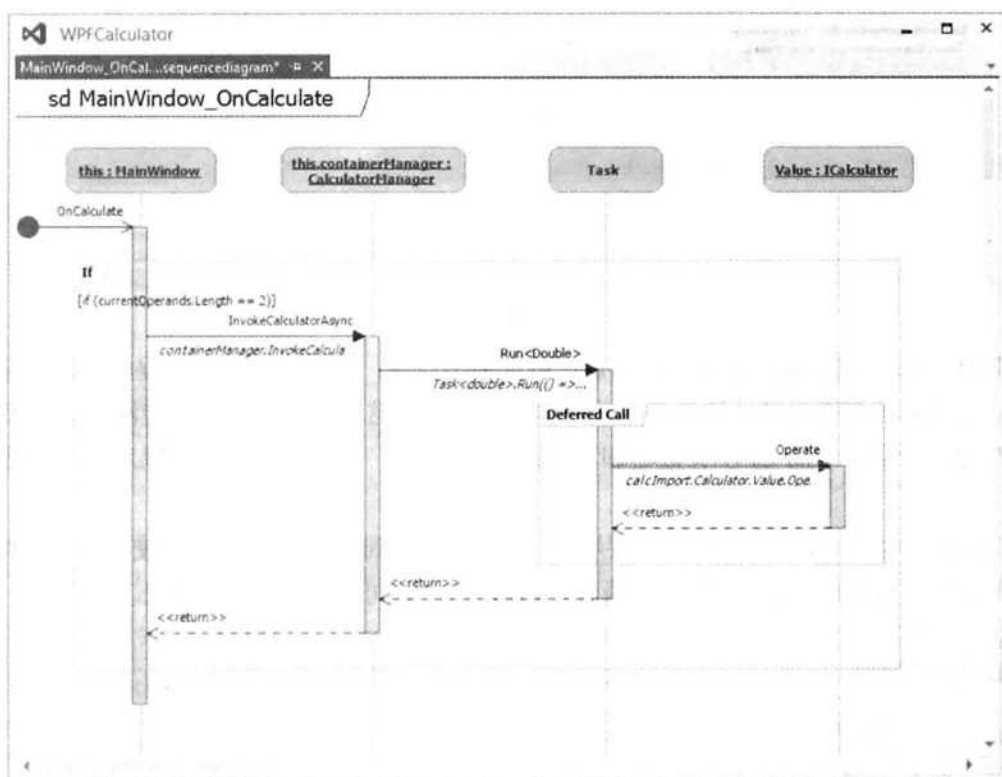 WPFCalculator
MainWindow_OnCal...sequencediagram*
sd MainWindow_OnCalculate
this : MainWindow
this.containerManager :
CalculatorManager
Task
Value : ICalculator
OnCalculate
If
[if (currentOperands.Length == 2)]
InvokeCalculatorAsync
containerManager.InvokeCalcula
Run<Double>
Task<double>.Run(() =>...
Deferred Call
Operate
calcImport.Calculator.Value.Ope
<<return>>
<<return>>
<<return>>